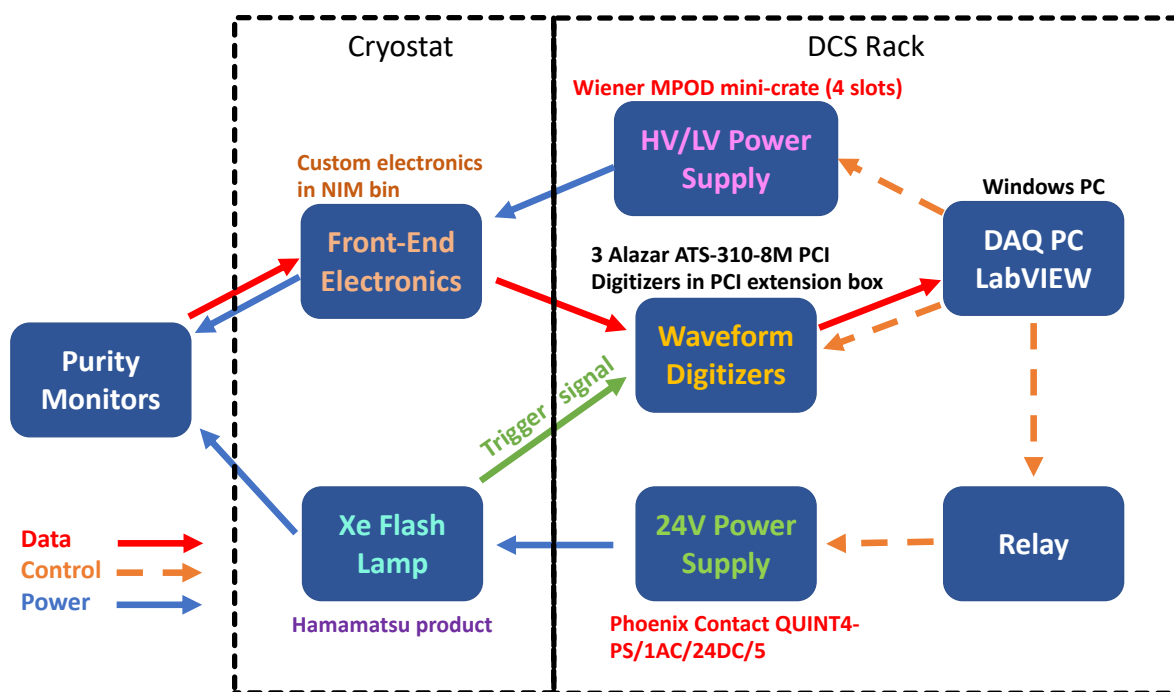 Cryostat
DCS Rack
Wiener MPOD mini-crate (4 slots)
HV/LV Power
Supply
Custom electronics
in NIM bin
Front-End
Electronics
Windows PC
DAQ PC
LabVIEW
3 Alazar ATS-310-8M PCI
Digitizers in PCI extension box
Waveform
Digitizers
Purity
Monitors
Trigger signal
Xe Flash
Lamp
24V Power
Supply
Relay
Data
Control
Power
Hamamatsu product
Phoenix Contact QUINT4-
PS/1AC/24DC/5